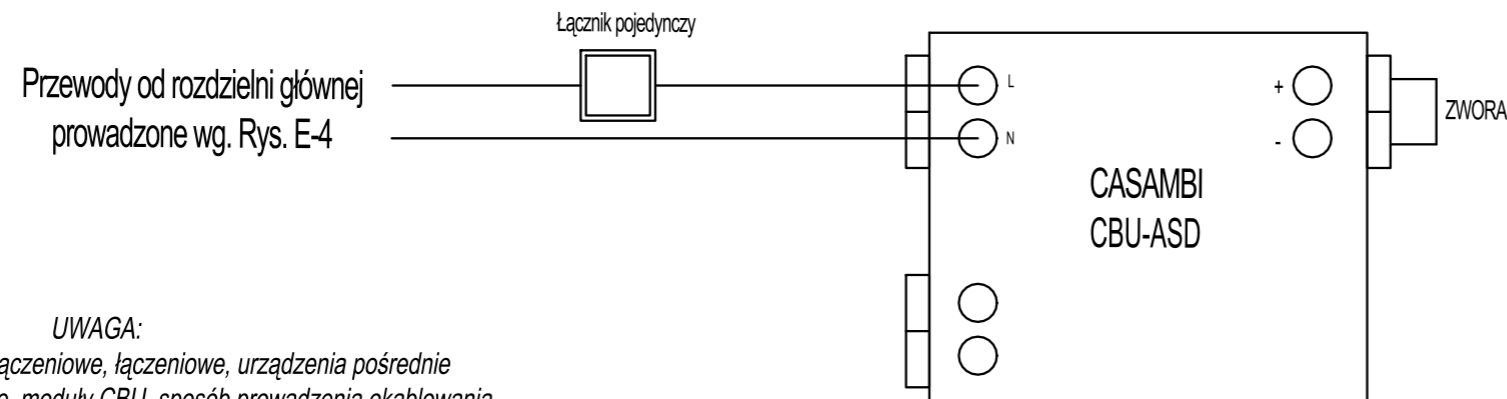 Łącznik pojedynczy
Przewody od rozdzielni głównej
prowadzone wg. Rys. E-4
L
N
+
-
ZWORA
CASAMBI
CBU-ASD
UWAGA:
łączeniowe, urządzenia pośrednie
moduły CBU, sposób prowadzenia okablowania